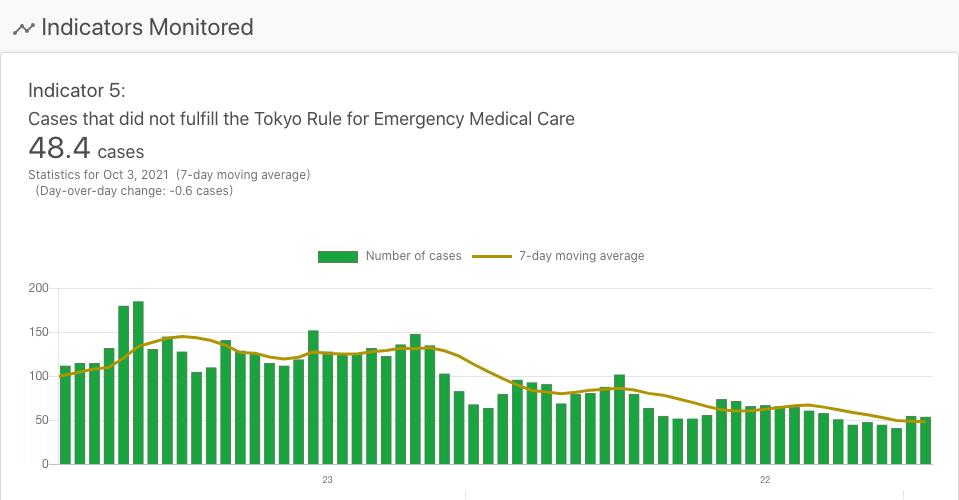 Indicators Monitored
Indicator 5:
Cases that did not fulfill the Tokyo Rule for Emergency Medical Care
48.4 cases
Statistics for Oct 3, 2021 (7-day moving average)
(Day-over-day change: -0.6 cases)
Number of cases 7-day moving average
200
150
100
50
0
23 22